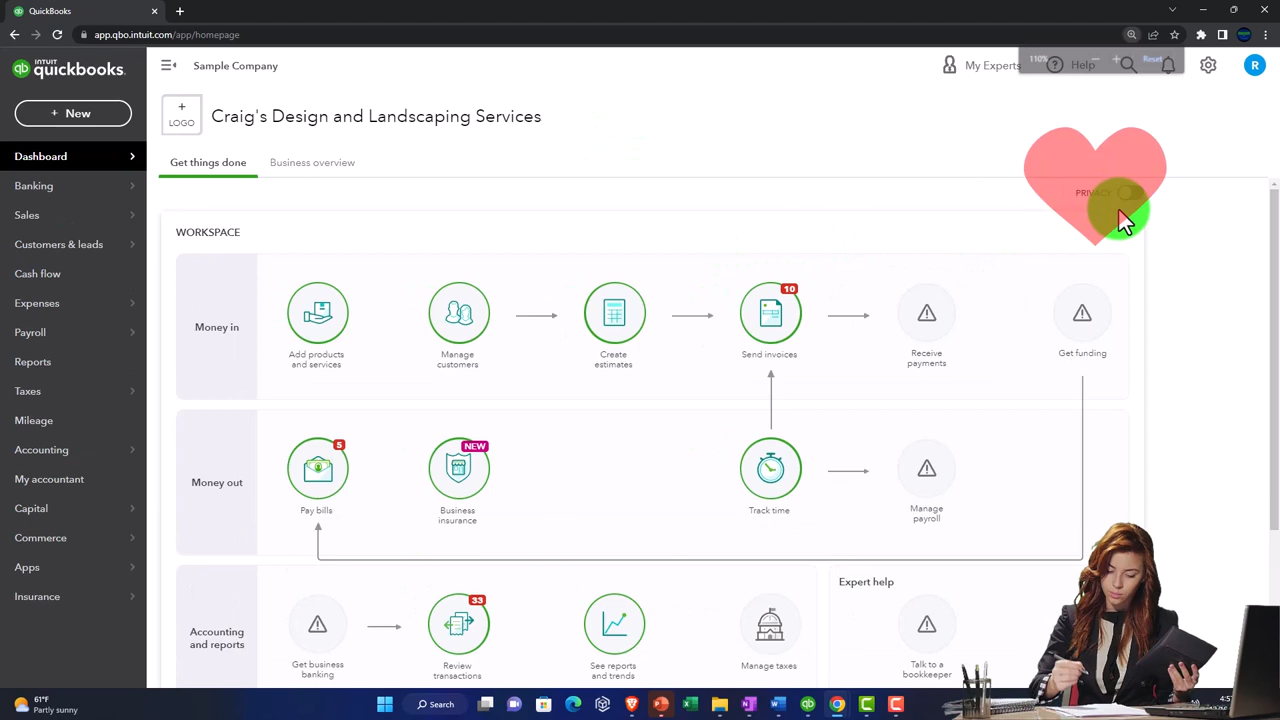 QuickBooks
app.qbo.intuit.com/app/homepage
INTUIT
quickbooks
Sample Company
My Experts
110%
Help
Reset
R
+ New
+
LOGO
Craig's Design and Landscaping Services
Dashboard
Banking
Sales
Customers & leads
Cash flow
Expenses
Payroll
Reports
Taxes
Mileage
Accounting
My accountant
Capital
Commerce
Apps
Insurance
Get things done
Business overview
PRIVACY
WORKSPACE
Money in
Add products
and services
Manage
customers
Create
estimates
10
Send invoices
Receive
payments
Get funding
Money out
5
Pay bills
NEW
Business
insurance
Track time
Manage
payroll
Accounting
and reports
Get business
banking
33
Review
transactions
See reports
and trends
Manage taxes
Expert help
Talk to a
bookkeeper
61°F
Partly sunny
Search